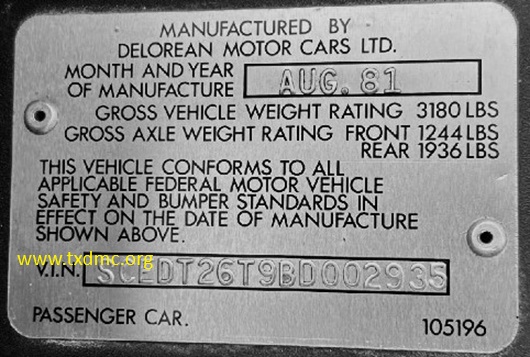 MANUFACTURED BY
DELOREAN MOTOR CARS LTD.
MONTH AND YEAR
OF MANUFACTURE AUG. 81
GROSS VEHICLE WEIGHT RATING 3180 LBS
GROSS AXLE WEIGHT RATING FRONT 1244 LBS
REAR 1936 LBS
THIS VEHICLE CONFORMS TO ALL
APPLICABLE FEDERAL MOTOR VEHICLE
SAFETY AND BUMPER STANDARDS IN
EFFECT ON THE DATE OF MANUFACTURE
SHOWN ABOVE.
www.txdmc.org
V.I.N. SCEDT26T9BD002935
PASSENGER CAR. 105196